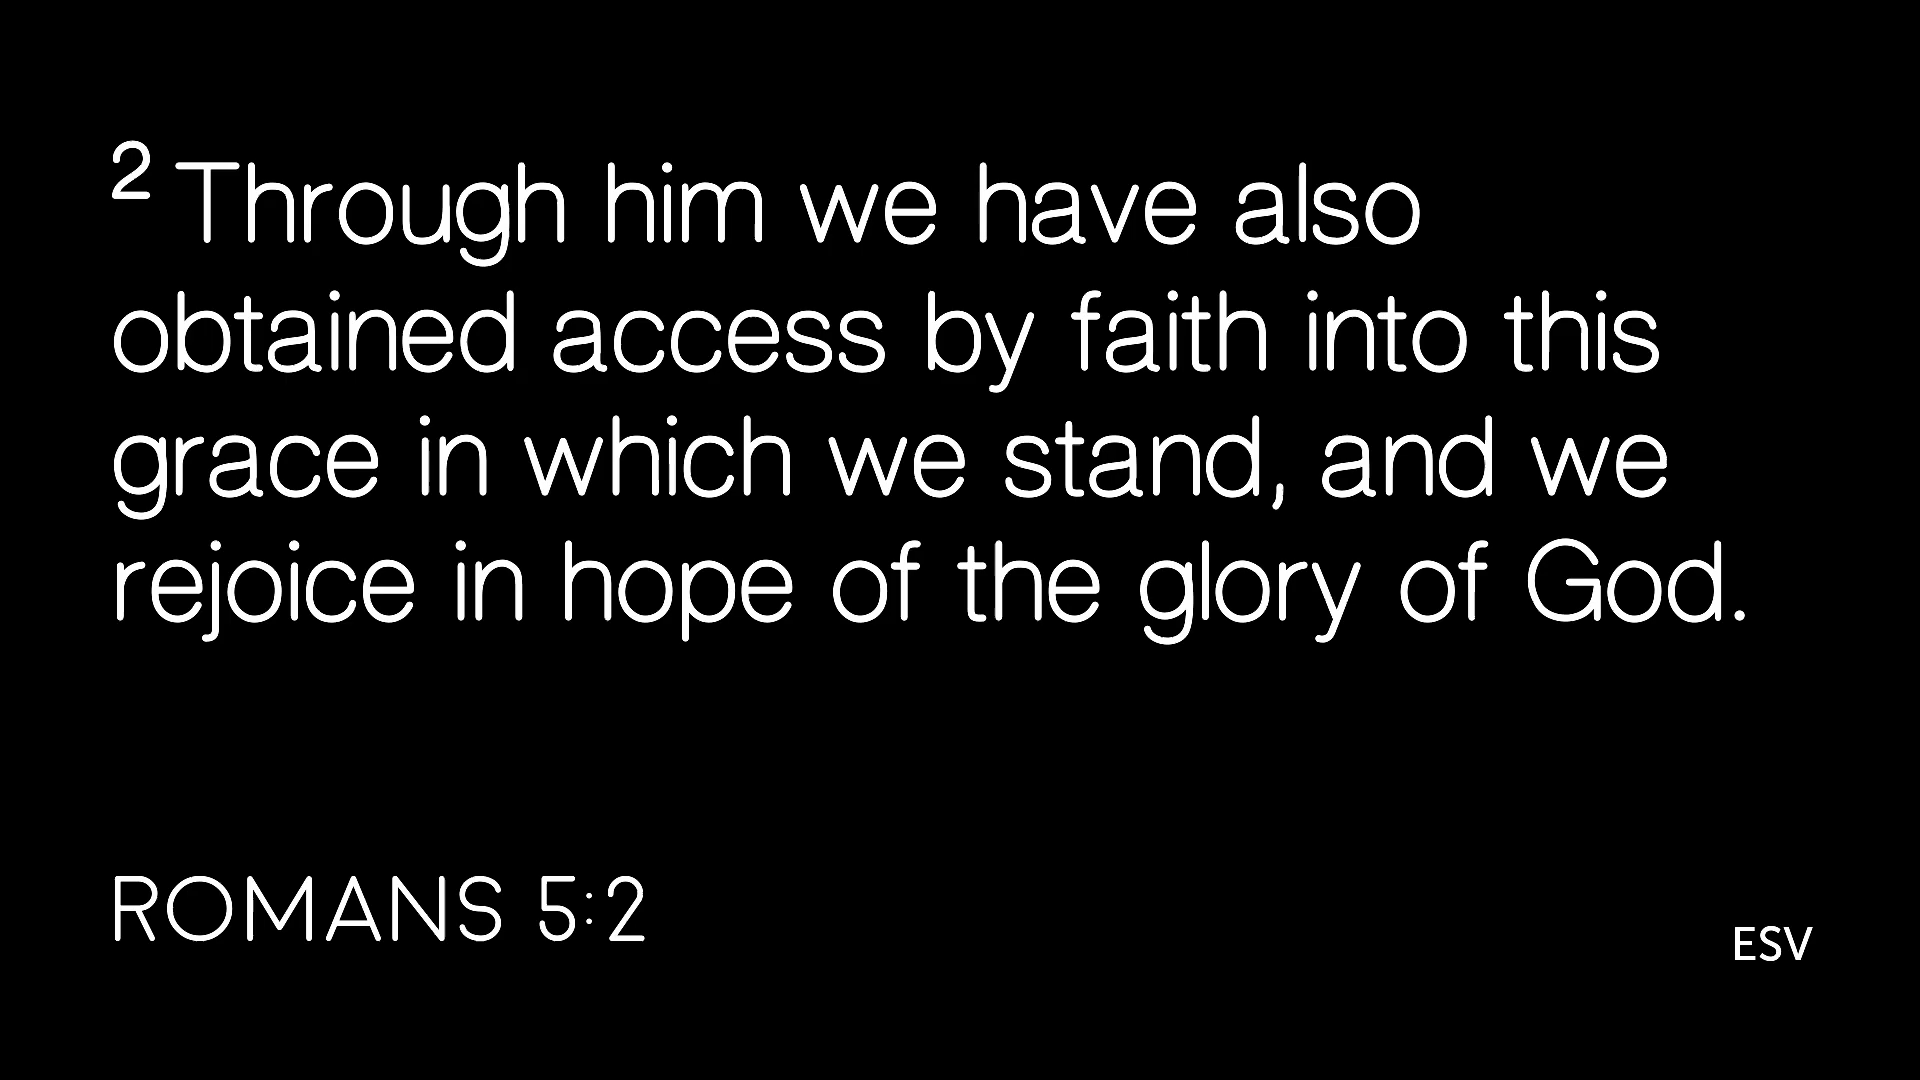 ² Through him we have also
obtained access by faith into this
grace in which we stand, and we
rejoice in hope of the glory of God.
ROMANS 5:2
ESV